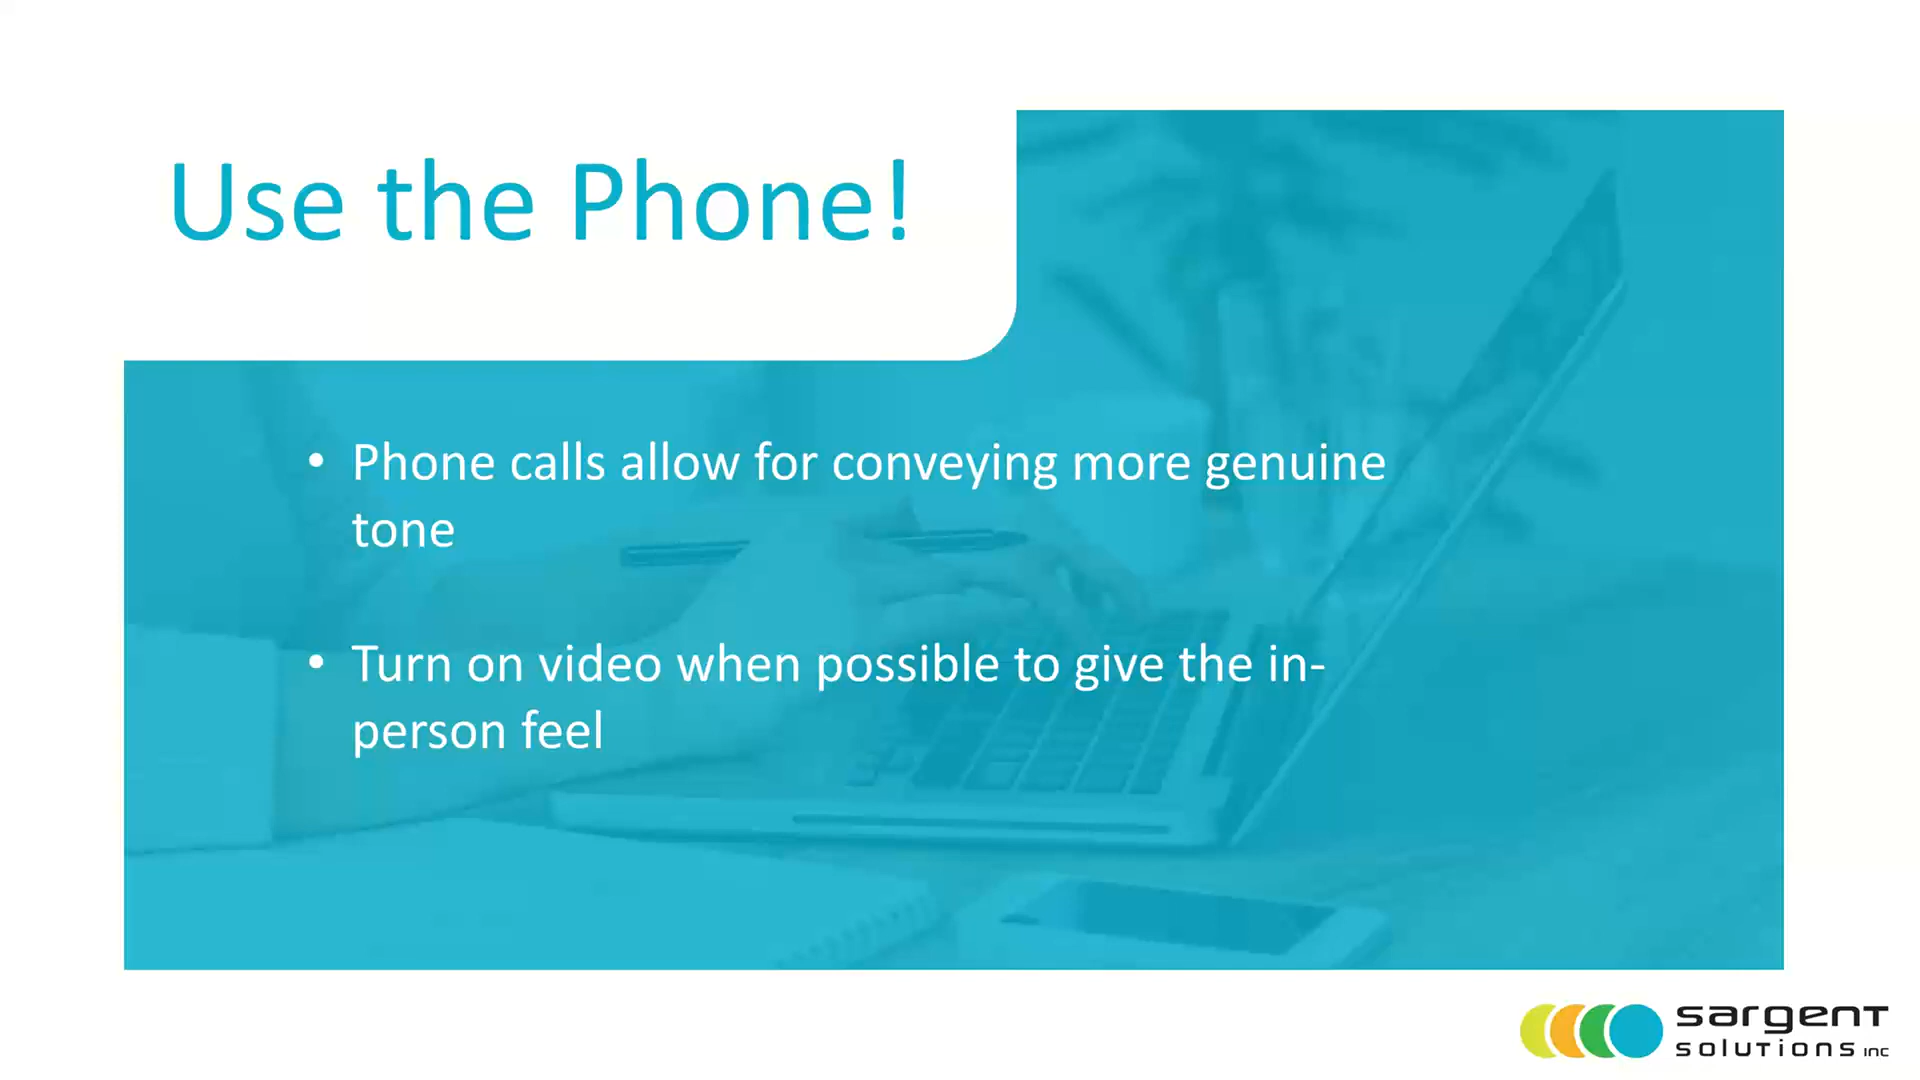 Use the Phone!
• Phone calls allow for conveying more genuine
tone
• Turn on video when possible to give the in-
person feel
sargent
solutions inc